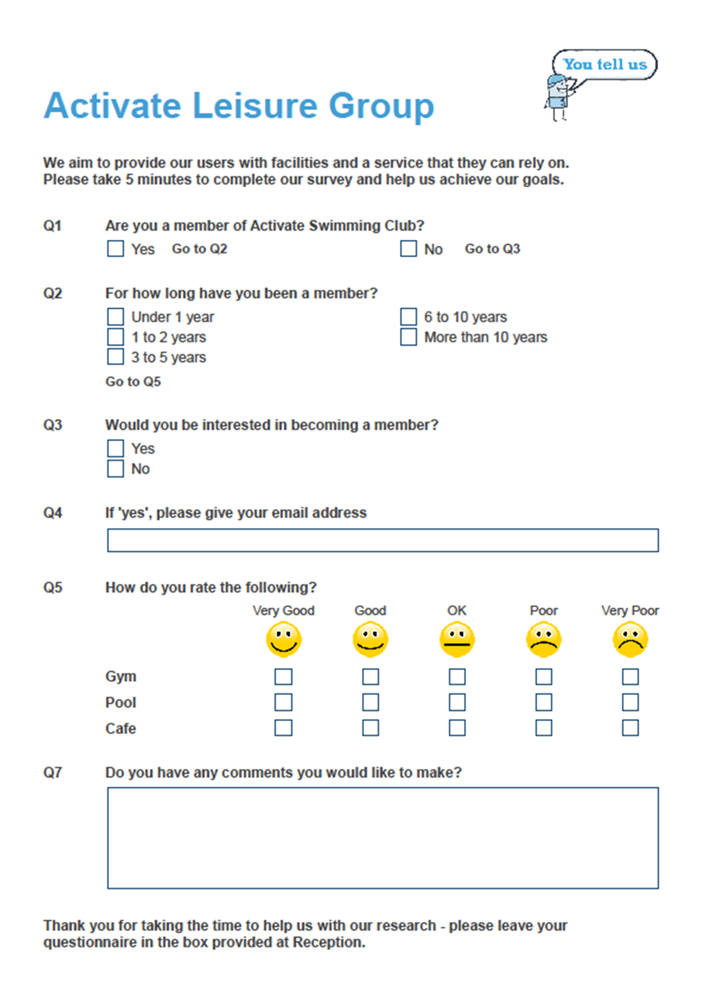 You tell us
Activate Leisure Group
We aim to provide our users with facilities and a service that they can rely on.
Please take 5 minutes to complete our survey and help us achieve our goals.
Q1 Are you a member of Activate Swimming Club?
Yes Go to Q2 No Go to Q3
Q2 For how long have you been a member?
Under 1 year 6 to 10 years
1 to 2 years More than 10 years
3 to 5 years
Go to Q5
Q3 Would you be interested in becoming a member?
Yes
No
Q4 If 'yes', please give your email address
Q5 How do you rate the following?
Very Good Good OK Poor Very Poor
Gym
Pool
Cafe
Q7 Do you have any comments you would like to make?
Thank you for taking the time to help us with our research - please leave your
questionnaire in the box provided at Reception.